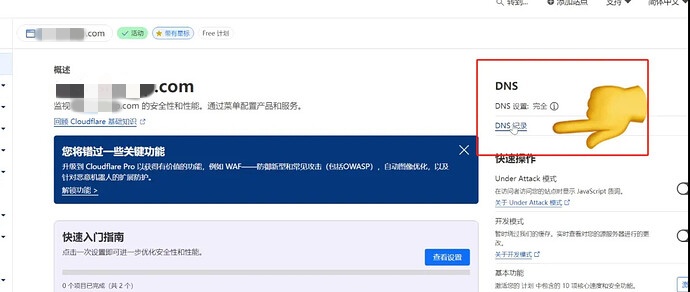 转到...
添加站点
支持
简体中文
.com
活动
带有星标
Free 计划
概述
.com
监视 .com 的安全性和性能。通过菜单配置产品和服务。
回顾 Cloudflare 基础知识
您将错过一些关键功能
升级到 Cloudflare Pro 以获得有价值的功能，例如 WAF——防御新型和常见攻击（包括OWASP），自动图像优化，以及
针对恶意机器人的扩展防护。
解锁功能 >
快速入门指南
点击一次设置即可进一步优化安全性和性能。
查看设置
0 个项目已完成（共 2 个）
DNS
DNS 设置: 完全
DNS 记录
快速操作
Under Attack 模式
在访问者访问您的站点时显示 JavaScript 质询。
关于 Under Attack 模式
开发模式
暂时绕过我们的缓存。实时查看对您的源服务器进行的更
改。
关于开发模式
基本功能
激活您的 计划 中包含的 10 项核心速度和安全功能。